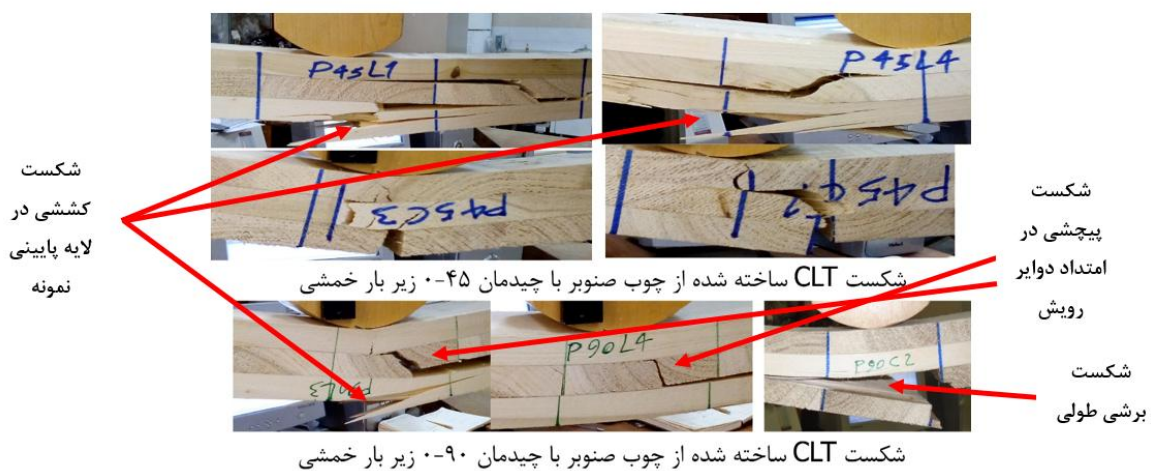 P45L1
P45L4
شکست
کششی در
لایه پایینی
نمونه
P45C3
P45
شکست
پیچشی در
امتداد دوایر
رویش
شکست CLT ساخته شده از چوب صنوبر با چیدمان ۴۵-۰ زیر بار خمشی
P90L3
P90L4
P90C2
شکست
برشی طولی
شکست CLT ساخته شده از چوب صنوبر با چیدمان ۹۰-۰ زیر بار خمشی